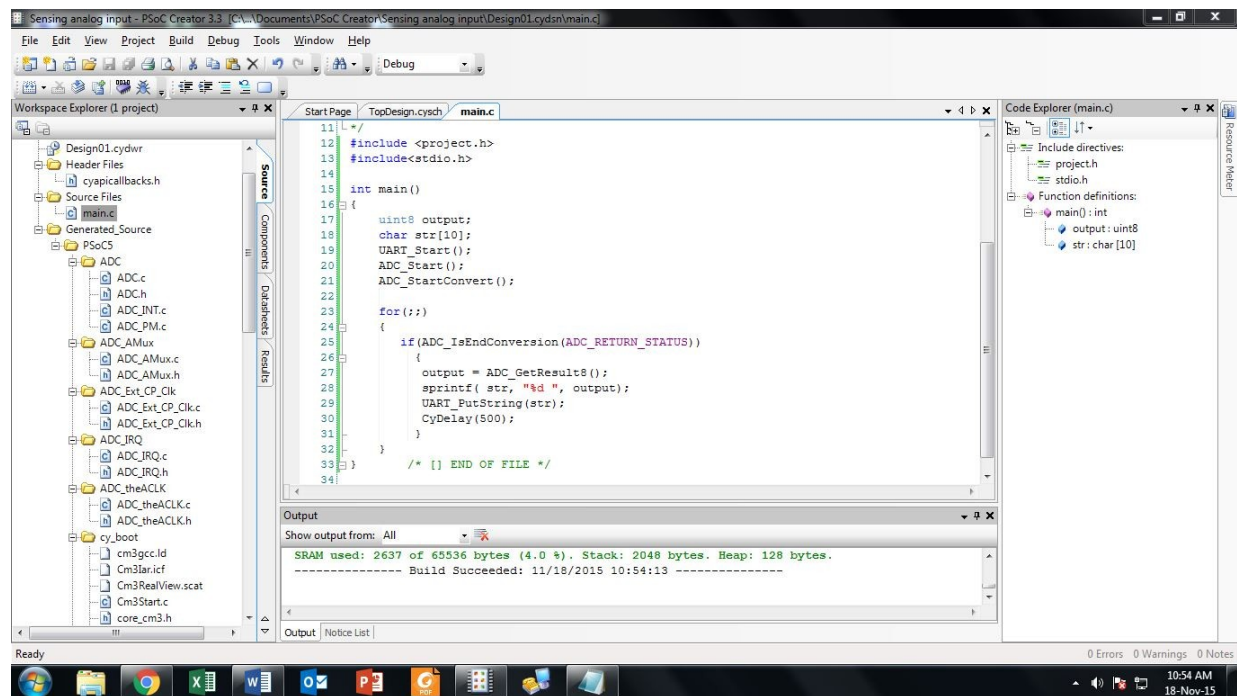 Sensing analog input - PSoC Creator 3.3 [C:\...\Documents\PSoC Creator\Sensing analog input\Design01.cydsn\main.c]
File Edit View Project Build Debug Tools Window Help
Debug
Workspace Explorer (1 project)
Design01.cydwr
Header Files
cyapicallbacks.h
Source Files
main.c
Generated_Source
PSoC5
ADC
ADC.c
ADC.h
ADC_INT.c
ADC_PM.c
ADC_AMux
ADC_AMux.c
ADC_AMux.h
ADC_Ext_CP_Clk
ADC_Ext_CP_Clk.c
ADC_Ext_CP_Clk.h
ADC_IRQ
ADC_IRQ.c
ADC_IRQ.h
ADC_theACLK
ADC_theACLK.c
ADC_theACLK.h
cy_boot
cm3gcc.ld
Cm3Iar.icf
Cm3RealView.scat
Cm3Start.c
core_cm3.h
Source
Components
Datasheets
Results
Start Page TopDesign.cysch main.c
11 */
12 #include <project.h>
13 #include<stdio.h>
14
15 int main()
16 {
17 uint8 output;
18 char str[10];
19 UART_Start();
20 ADC_Start();
21 ADC_StartConvert();
22
23 for(;;)
24 {
25 if(ADC_IsEndConversion(ADC_RETURN_STATUS))
26 {
27 output = ADC_GetResult8();
28 sprintf( str, "%d ", output);
29 UART_PutString(str);
30 CyDelay(500);
31 }
32 }
33 } /* [] END OF FILE */
34
Output
Show output from: All
SRAM used: 2637 of 65536 bytes (4.0 %). Stack: 2048 bytes. Heap: 128 bytes.
--------------- Build Succeeded: 11/18/2015 10:54:13 ---------------
Output Notice List
Code Explorer (main.c)
Include directives:
project.h
stdio.h
Function definitions:
main() : int
output : uint8
str : char [10]
Resource Meter
Ready
0 Errors 0 Warnings 0 Notes
10:54 AM
18-Nov-15